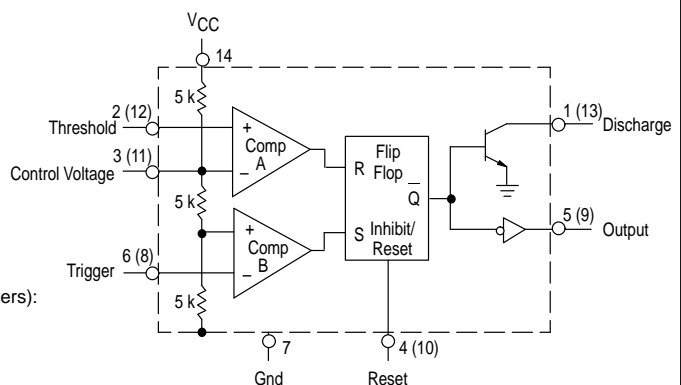 VCC
14
5 k
2 (12)
Threshold
+
Comp
A
−
3 (11)
Control Voltage
5 k
+
Comp
B
−
6 (8)
Trigger
5 k
ers):
R
Flip
Flop
Q
S
Inhibit/
Reset
1 (13)
Discharge
5 (9)
Output
7
Gnd
4 (10)
Reset